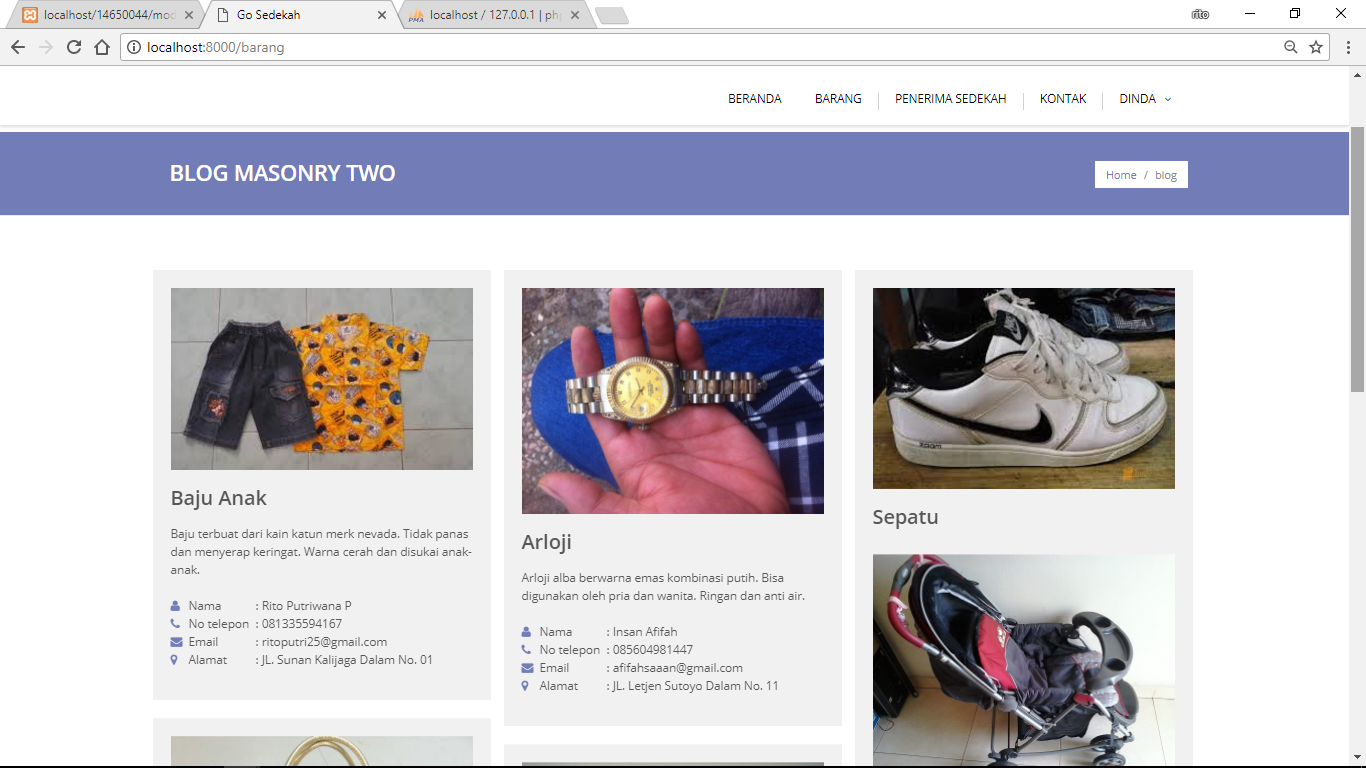 localhost/14650044/mod
Go Sedekah
localhost / 127.0.0.1 | ph
rito
localhost:8000/barang
BERANDA BARANG PENERIMA SEDEKAH KONTAK DINDA
BLOG MASONRY TWO
Home / blog
Baju Anak
Baju terbuat dari kain katun merk nevada. Tidak panas
dan menyerap keringat. Warna cerah dan disukai anak-
anak.
Nama : Rito Putriwana P
No telepon : 081335594167
Email : ritoputri25@gmail.com
Alamat : JL. Sunan Kalijaga Dalam No. 01
Arloji
Arloji alba berwarna emas kombinasi putih. Bisa
digunakan oleh pria dan wanita. Ringan dan anti air.
Nama : Insan Afifah
No telepon : 085604981447
Email : afifahsaaan@gmail.com
Alamat : JL. Letjen Sutoyo Dalam No. 11
zoom
Sepatu